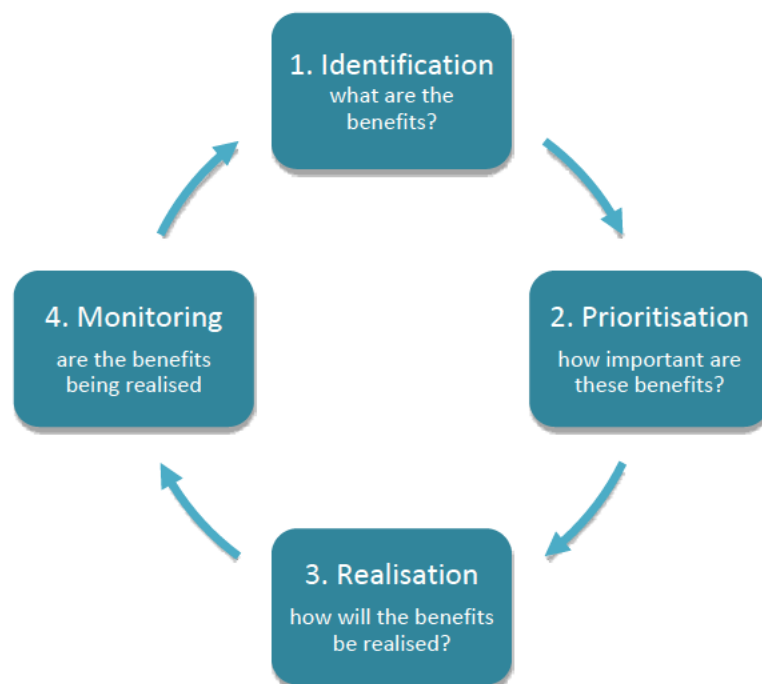 1. Identification
what are the
benefits?
2. Prioritisation
how important are
these benefits?
3. Realisation
how will the benefits
be realised?
4. Monitoring
are the benefits
being realised